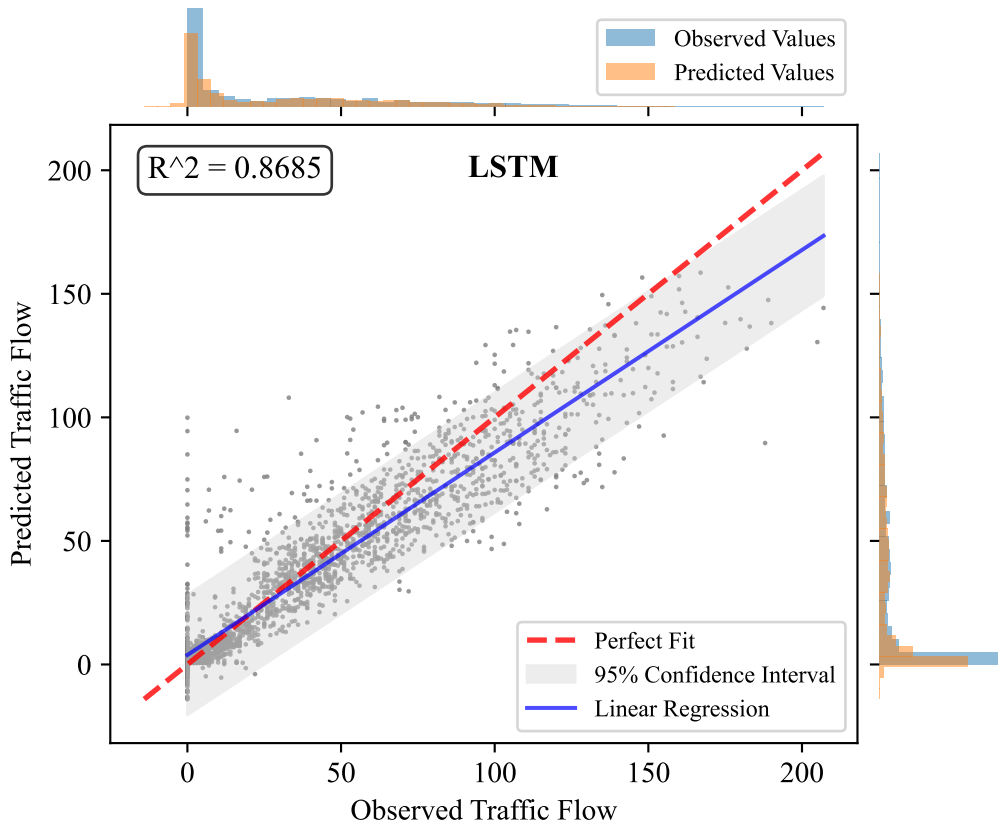 Observed Values
Predicted Values
R^2 = 0.8685
LSTM
200
150
100
50
0
Predicted Traffic Flow
Perfect Fit
95% Confidence Interval
Linear Regression
0 50 100 150 200
Observed Traffic Flow